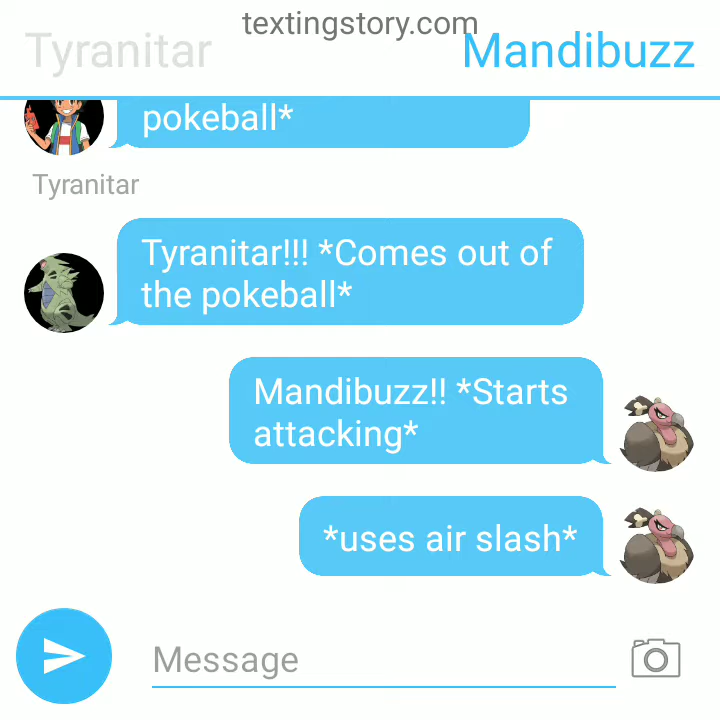 textingstory.com
Tyranitar
Mandibuzz
pokeball*
Tyranitar
Tyranitar!!! *Comes out of
the pokeball*
Mandibuzz!! *Starts
attacking*
*uses air slash*
Message